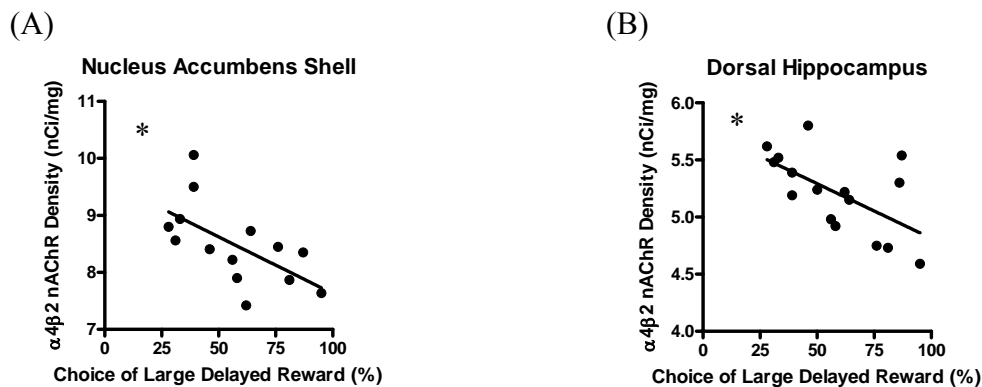 (A)
(B)
Nucleus Accumbens Shell
α4β2 nAChR Density (nCi/mg)
11
10
9
8
7
*
0
25
50
75
100
Choice of Large Delayed Reward (%)
Dorsal Hippocampus
α4β2 nAChR Density (nCi/mg)
6.0
5.5
5.0
4.5
4.0
*
0
25
50
75
100
Choice of Large Delayed Reward (%)